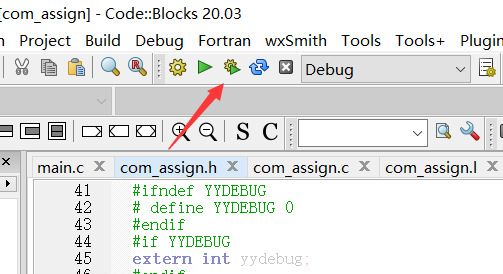 [com_assign] - Code::Blocks 20.03
Project Build Debug Fortran wxSmith Tools Tools+ Plugin
Debug
S C
main.c com_assign.h com_assign.c com_assign.l
41 #ifndef YYDEBUG
42 # define YYDEBUG 0
43 #endif
44 #if YYDEBUG
45 extern int yydebug;
46 #endif